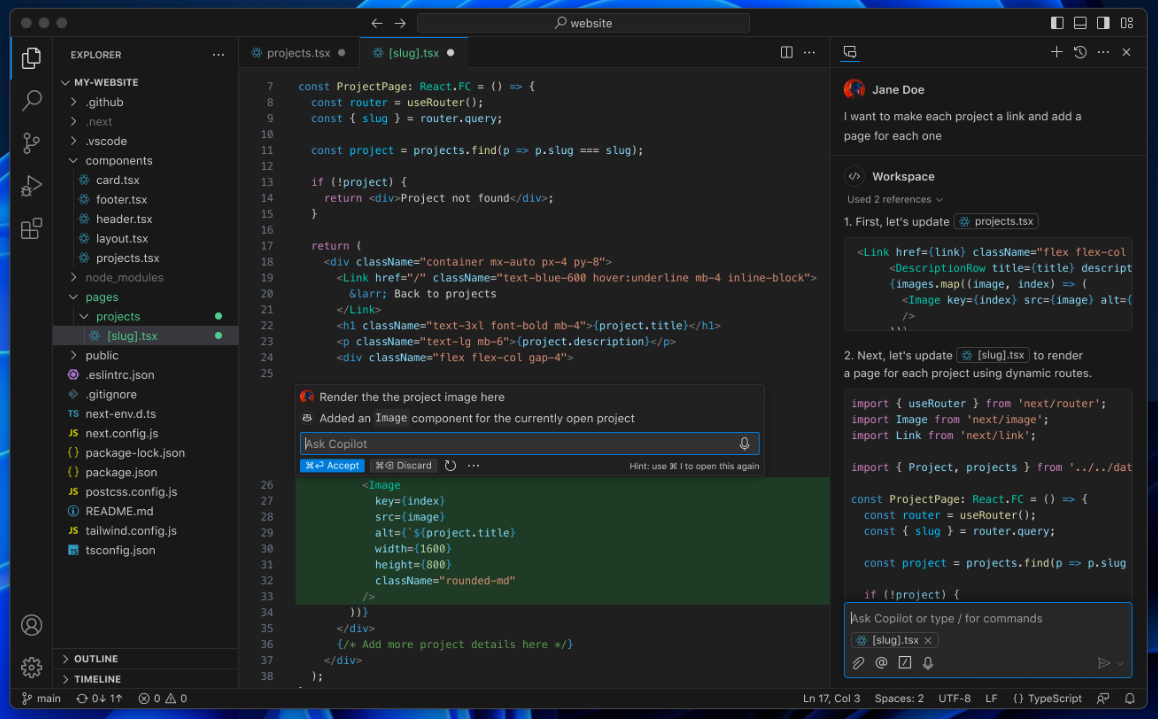 website
EXPLORER
MY-WEBSITE
.github
.next
.vscode
components
card.tsx
footer.tsx
header.tsx
layout.tsx
projects.tsx
node_modules
pages
projects
[slug].tsx
public
.eslintrc.json
.gitignore
TS next-env.d.ts
JS next.config.js
{} package-lock.json
{} package.json
JS postcss.config.js
README.md
JS tailwind.config.js
TS tsconfig.json
OUTLINE
TIMELINE
projects.tsx
[slug].tsx
7 const ProjectPage: React.FC = () => {
8 const router = useRouter();
9 const { slug } = router.query;
10
11 const project = projects.find(p => p.slug === slug);
12
13 if (!project) {
14 return <div>Project not found</div>;
15 }
16
17 return (
18 <div className="container mx-auto px-4 py-8">
19 <Link href="/" className="text-blue-600 hover:underline mb-4 inline-block">
20 &larr; Back to projects
21 </Link>
22 <h1 className="text-3xl font-bold mb-4">{project.title}</h1>
23 <p className="text-lg mb-6">{project.description}</p>
24 <div className="flex flex-col gap-4">
25
Render the the project image here
Added an Image component for the currently open project
Ask Copilot
⌘⏎ Accept
⌘⌫ Discard
Hint: use ⌘ I to open this again
26 <Image
27 key={index}
28 src={image}
29 alt={`${project.title}
30 width={1600}
31 height={800}
32 className="rounded-md"
33 />
34 ))}
35 </div>
36 {/* Add more project details here */}
37 </div>
38 );
Jane Doe
I want to make each project a link and add a
page for each one
Workspace
Used 2 references
1. First, let's update projects.tsx
<Link href={link} className="flex flex-col
<DescriptionRow title={title} descript
{images.map((image, index) => (
<Image key={index} src={image} alt={
/>
))}
2. Next, let's update [slug].tsx to render
a page for each project using dynamic routes.
import { useRouter } from 'next/router';
import Image from 'next/image';
import Link from 'next/link';
import { Project, projects } from '../../dat
const ProjectPage: React.FC = () => {
const router = useRouter();
const { slug } = router.query;
const project = projects.find(p => p.slug
if (!project) {
Ask Copilot or type / for commands
[slug].tsx
main
0↓ 1↑
0
0
Ln 17, Col 3
Spaces: 2
UTF-8
LF
{} TypeScript